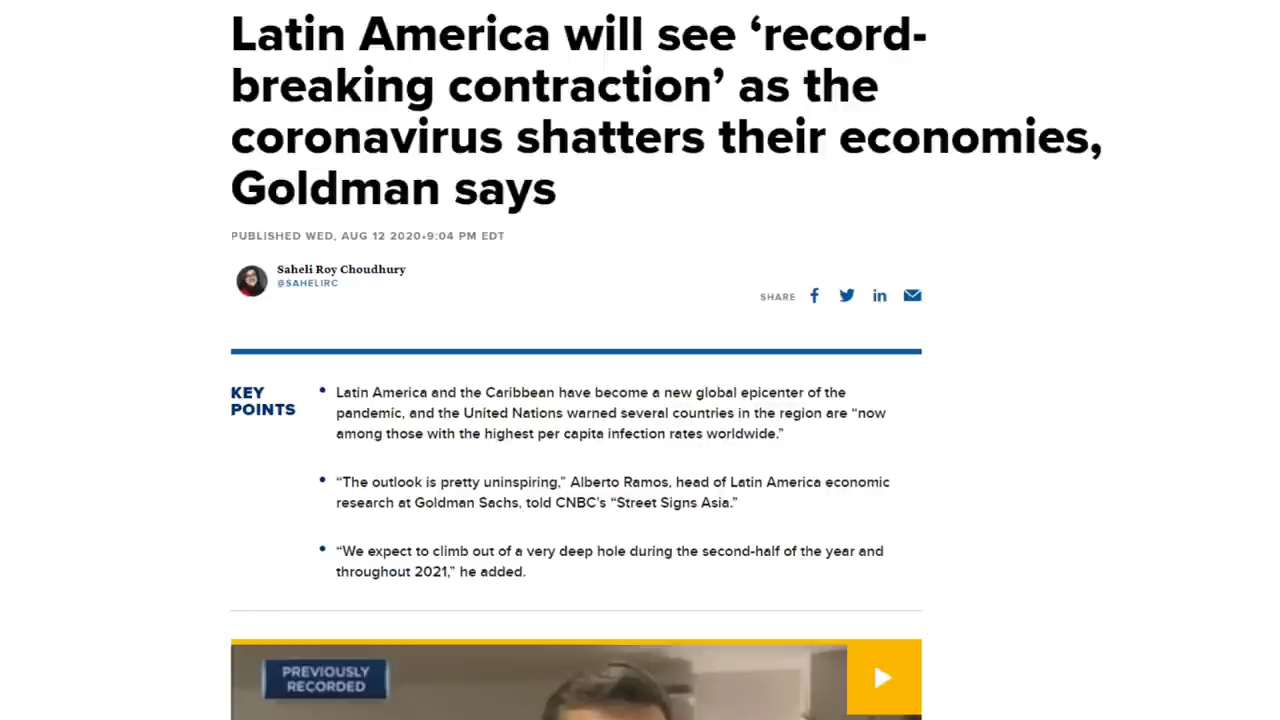 Latin America will see ‘record-
breaking contraction’ as the
coronavirus shatters their economies,
Goldman says
PUBLISHED WED, AUG 12 2020•9:04 PM EDT
Saheli Roy Choudhury
@SAHELIRC
SHARE
KEY
POINTS
• Latin America and the Caribbean have become a new global epicenter of the
pandemic, and the United Nations warned several countries in the region are “now
among those with the highest per capita infection rates worldwide.”
• “The outlook is pretty uninspiring,” Alberto Ramos, head of Latin America economic
research at Goldman Sachs, told CNBC’s “Street Signs Asia.”
• “We expect to climb out of a very deep hole during the second-half of the year and
throughout 2021,” he added.
PREVIOUSLY
RECORDED